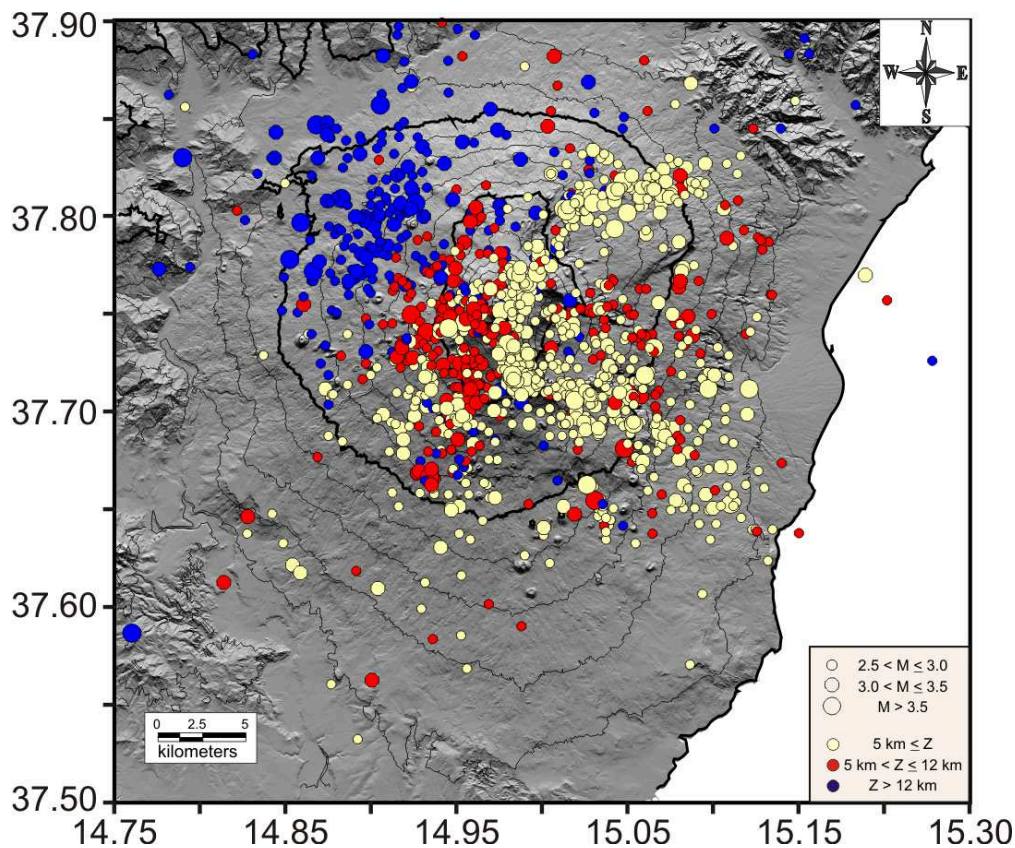 37.90
37.80
37.70
37.60
37.50
14.75 14.85 14.95 15.05 15.15 15.30
N
W E
S
0 2.5 5
kilometers
2.5 < M ≤ 3.0
3.0 < M ≤ 3.5
M > 3.5
5 km ≤ Z
5 km < Z ≤ 12 km
Z > 12 km